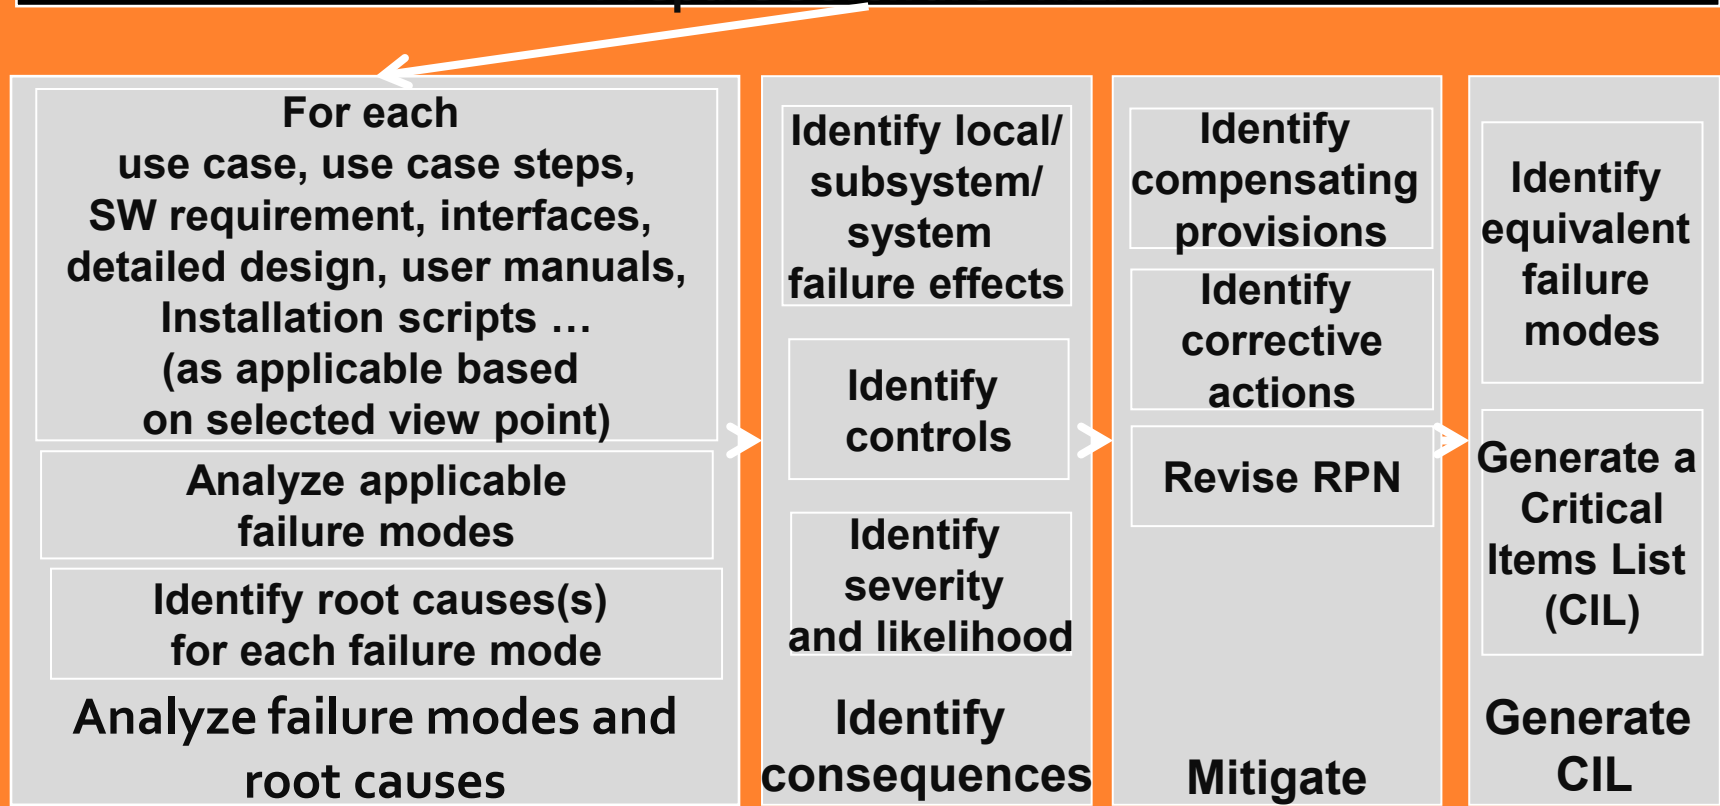 For each
use case, use case steps,
SW requirement, interfaces,
detailed design, user manuals,
Installation scripts …
(as applicable based
on selected view point)
Analyze applicable
failure modes
Identify root causes(s)
for each failure mode
Analyze failure modes and
root causes
Identify local/
subsystem/
system
failure effects
Identify
controls
Identify
severity
and likelihood
Identify
consequences
Identify
compensating
provisions
Identify
corrective
actions
Revise RPN
Mitigate
Identify
equivalent
failure
modes
Generate a
Critical
Items List
(CIL)
Generate
CIL